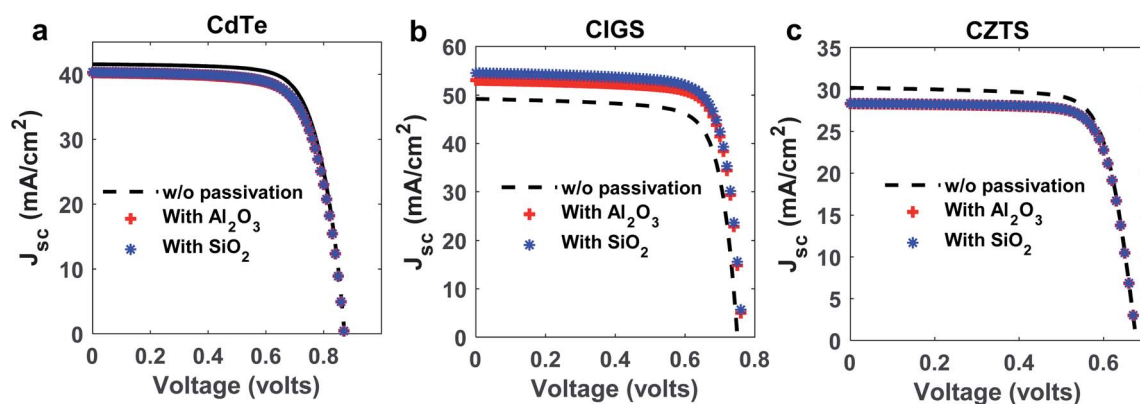 a
CdTe
J_sc (mA/cm²)
40
30
20
10
0
w/o passivation
With Al₂O₃
With SiO₂
0 0.2 0.4 0.6 0.8
Voltage (volts)
b
CIGS
J_sc (mA/cm²)
60
50
40
30
20
10
0
w/o passivation
With Al₂O₃
With SiO₂
0 0.2 0.4 0.6 0.8
Voltage (volts)
c
CZTS
J_sc (mA/cm²)
35
30
25
20
15
10
5
0
w/o passivation
With Al₂O₃
With SiO₂
0 0.2 0.4 0.6
Voltage (volts)